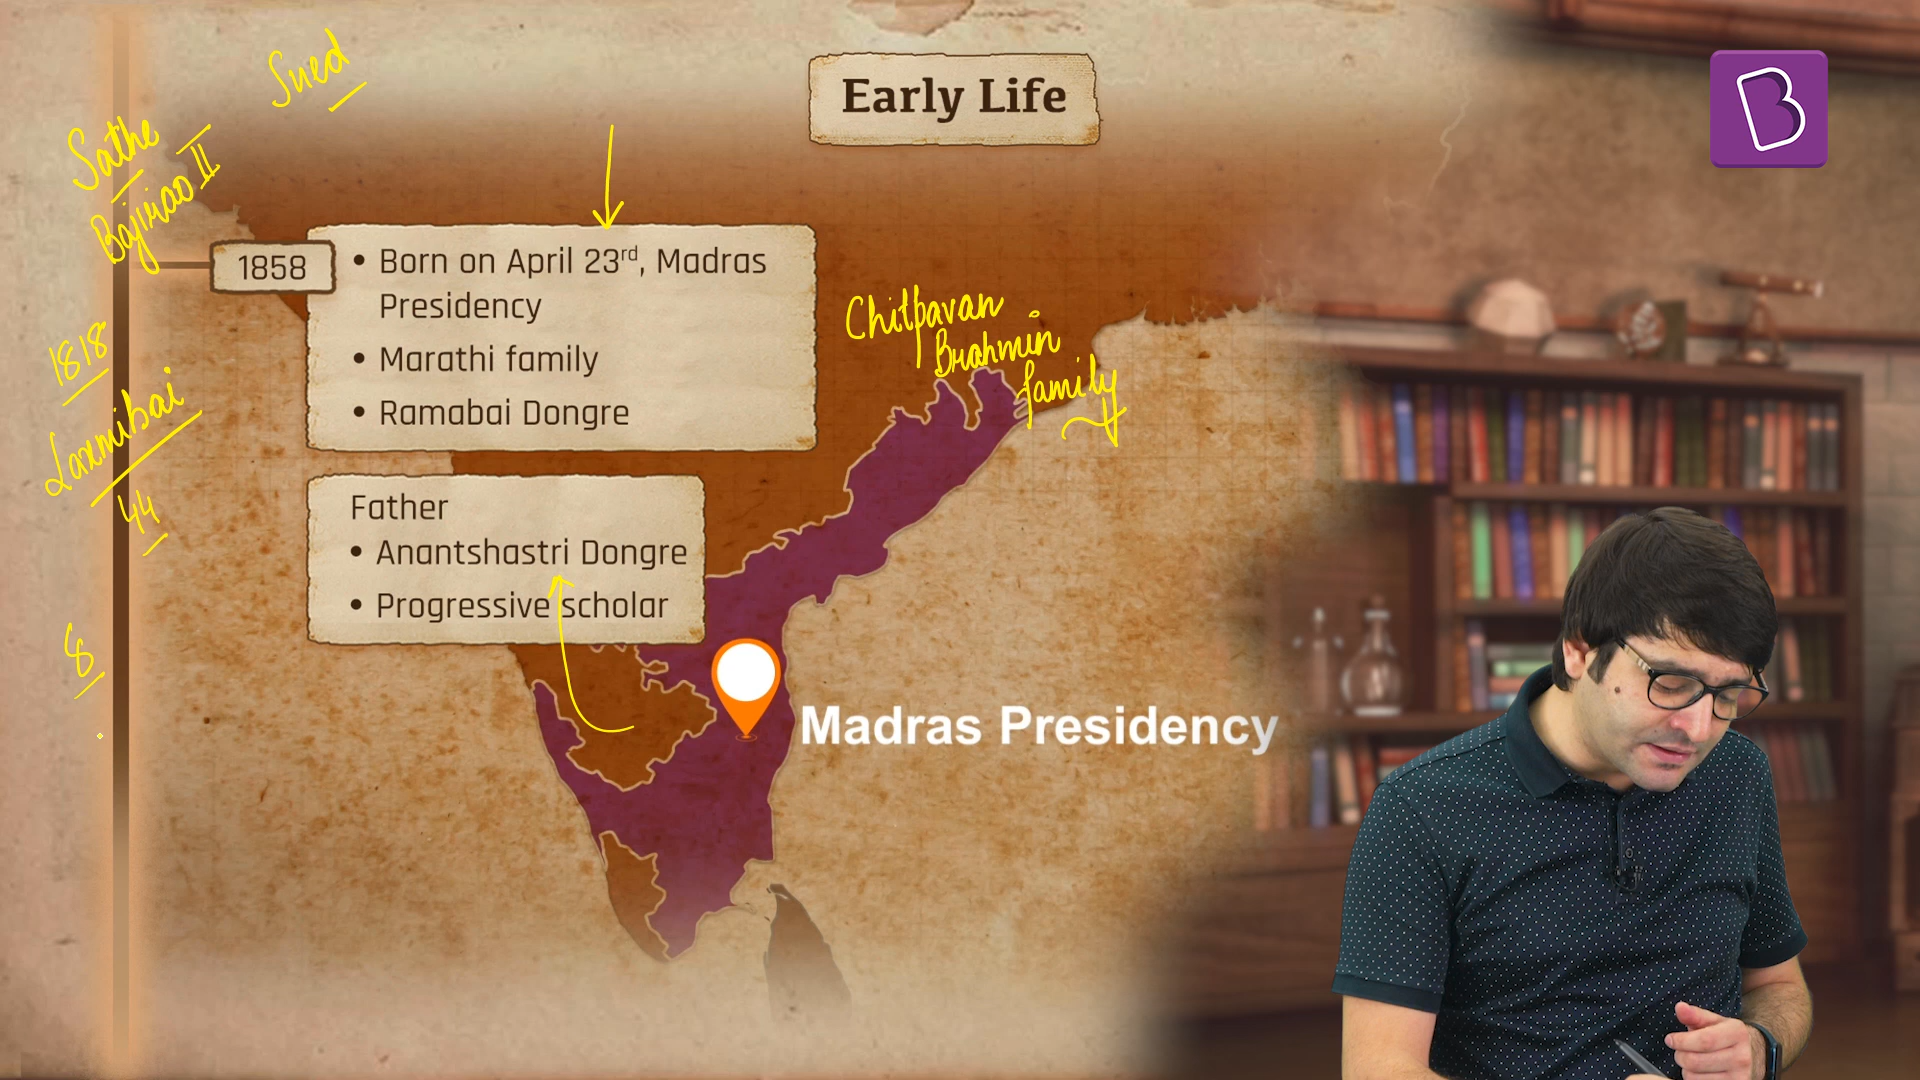 Early Life
Sued
Sathe
Bajirao II
1818
Laxmibai
44
8
1858
• Born on April 23rd, Madras
Presidency
• Marathi family
• Ramabai Dongre
Chitpavan
Brahmin
family
Father
• Anantshastri Dongre
• Progressive scholar
Madras Presidency
B